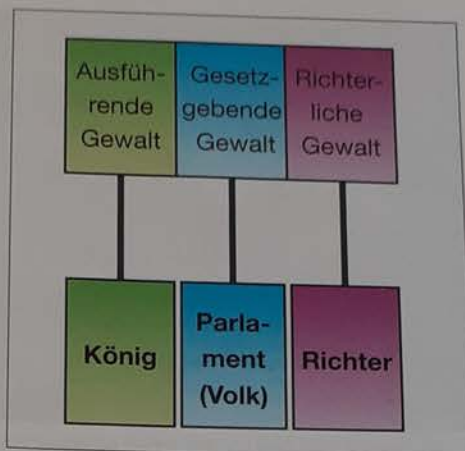 Ausfüh-
rende
Gewalt
Gesetz-
gebende
Gewalt
Richter-
liche
Gewalt
König
Parla-
ment
(Volk)
Richter